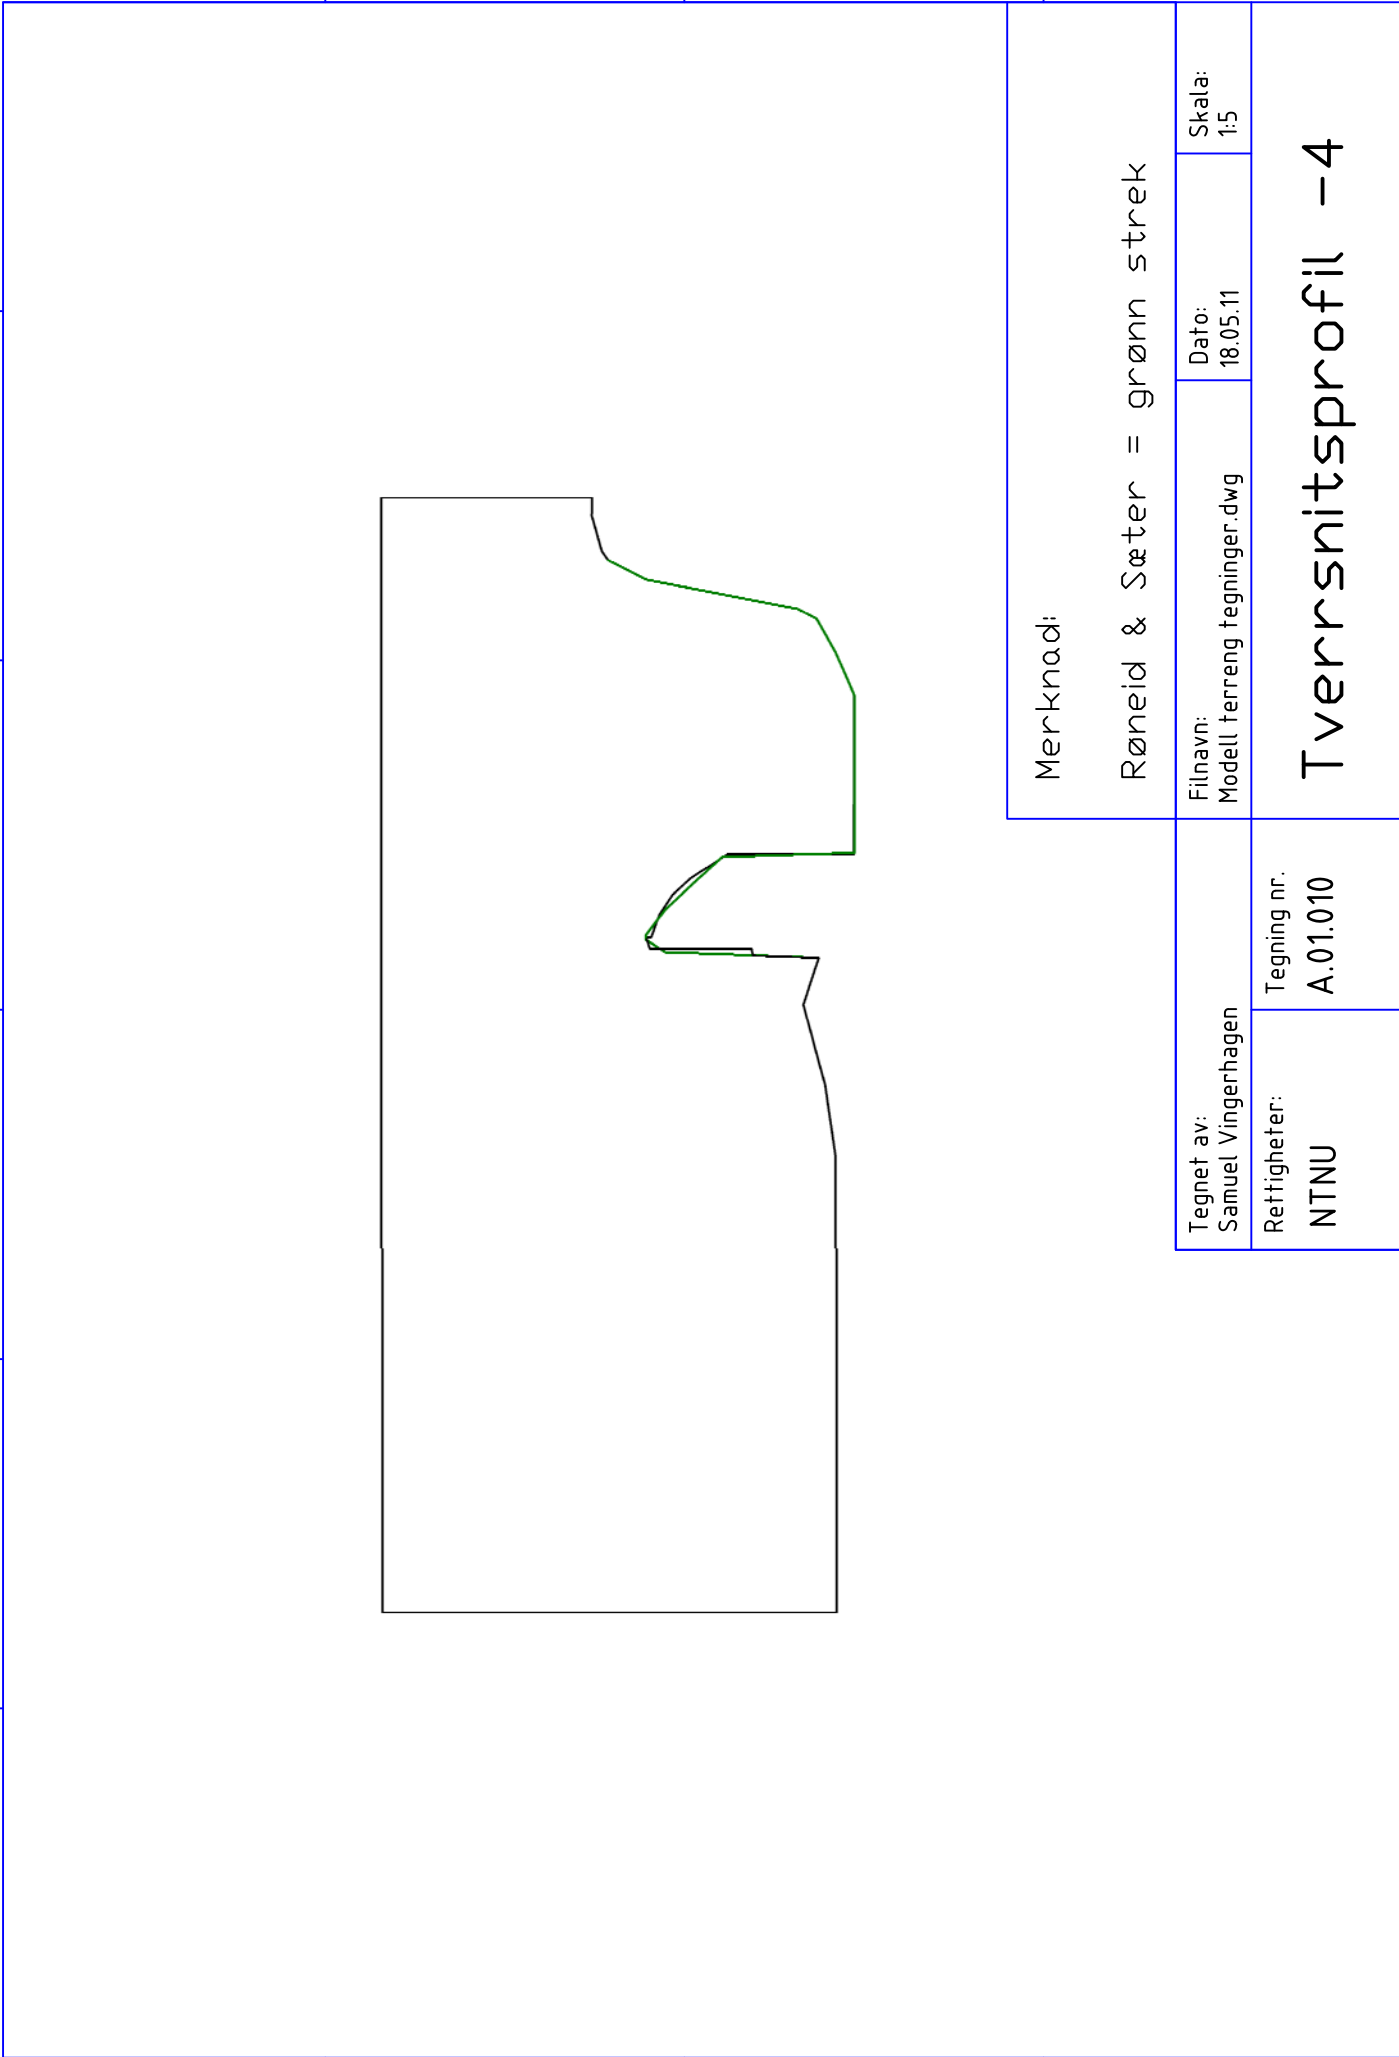 Merknad:
Røneid & Sæter = grønn strek
Tegnet av:
Samuel Vingerhagen
Filnavn:
Modell terreng tegninger.dwg
Dato:
18.05.11
Skala:
1:5
Rettigheter:
NTNU
Tegning nr.
A.01.010
Tverrsnitsprofil -4